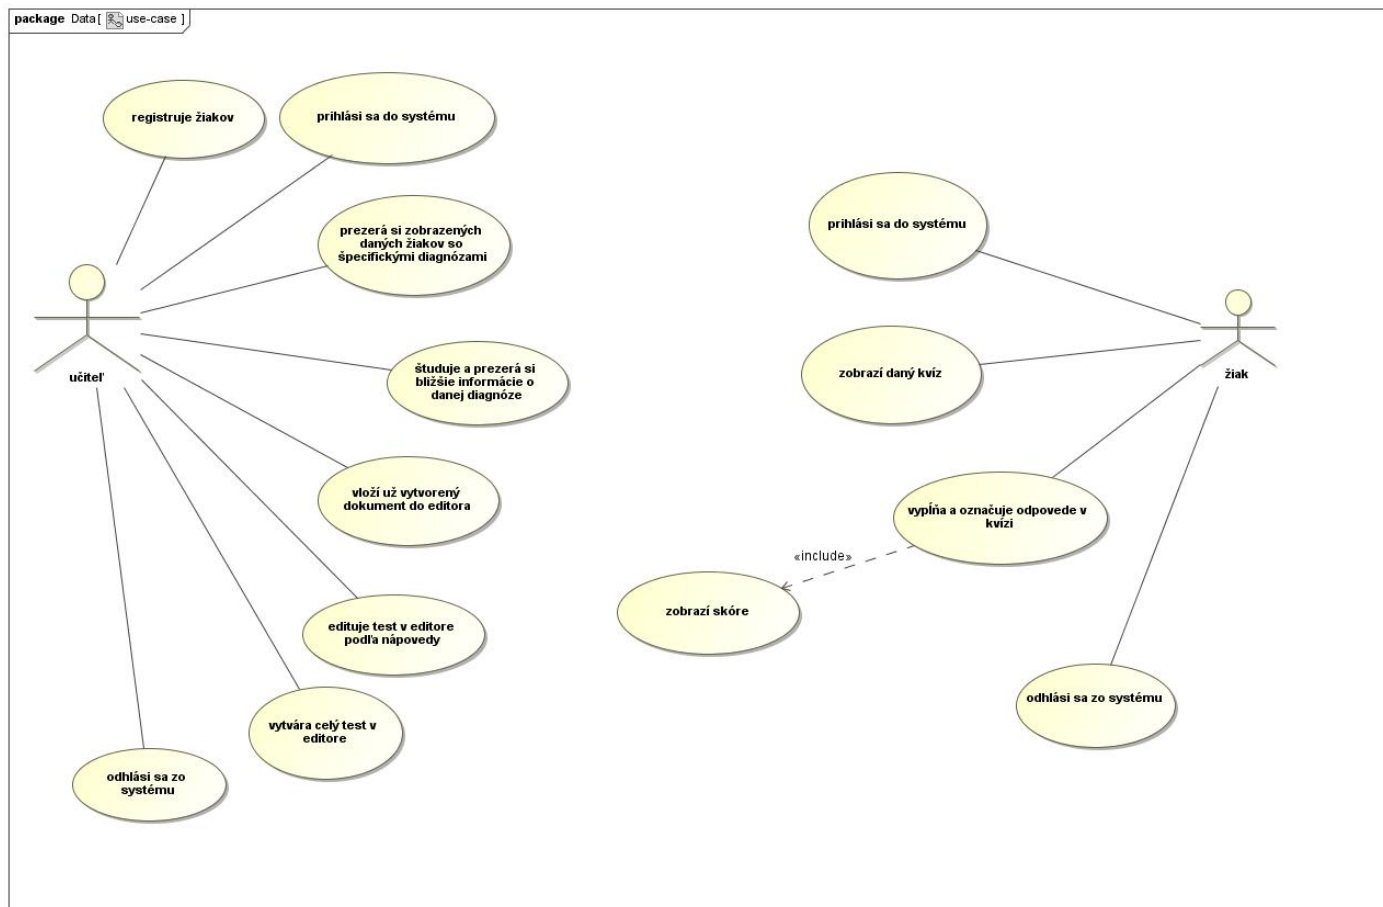 package Data [ use-case ]
registruje žiakov
prihlási sa do systému
prezerá si zobrazených
daných žiakov so
špecifickými diagnózami
študuje a prezerá si
bližšie informácie o
danej diagnóze
učiteľ
vloží už vytvorený
dokument do editora
edituje test v editore
podľa nápovedy
vytvára celý test v
editore
odhlási sa zo
systému
prihlási sa do systému
zobrazí daný kvíz
žiak
vypĺňa a označuje odpovede v
kvízi
«include»
zobrazí skóre
odhlási sa zo systému